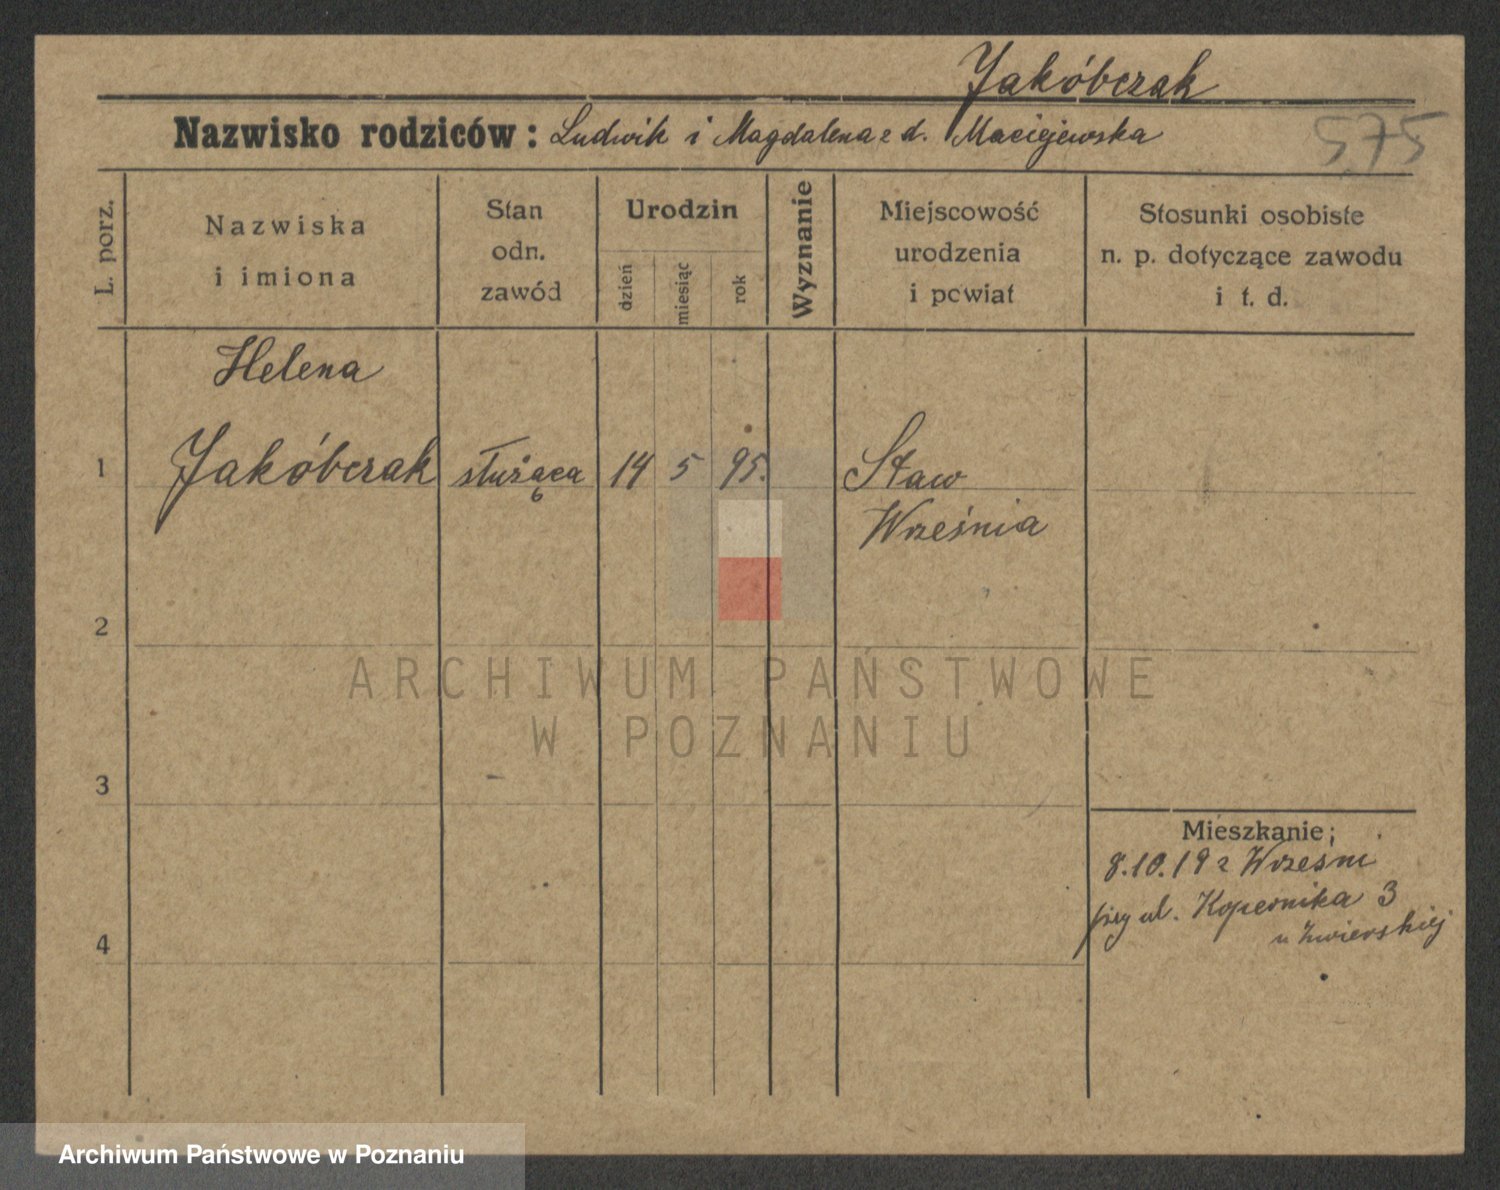 Jakóbczak
Nazwisko rodziców: Ludwik i Magdalena z d. Maciejewska
575
L. porz.
Nazwiska
i imiona
Stan
odn.
zawód
Urodzin
dzień
miesiąc
rok
Wyznanie
Miejscowość
urodzenia
i powiat
Stosunki osobiste
n. p. dotyczące zawodu
i t. d.
Helena
1 Jakóbczak służąca 14 5 95. Staw
Września
2
ARCHIWUM PAŃSTWOWE
W POZNANIU
3
Mieszkanie;
8.10.19 z Wrześni
przy ul. Kopernika 3
u Zwierskiej
4
Archiwum Państwowe w Poznaniu